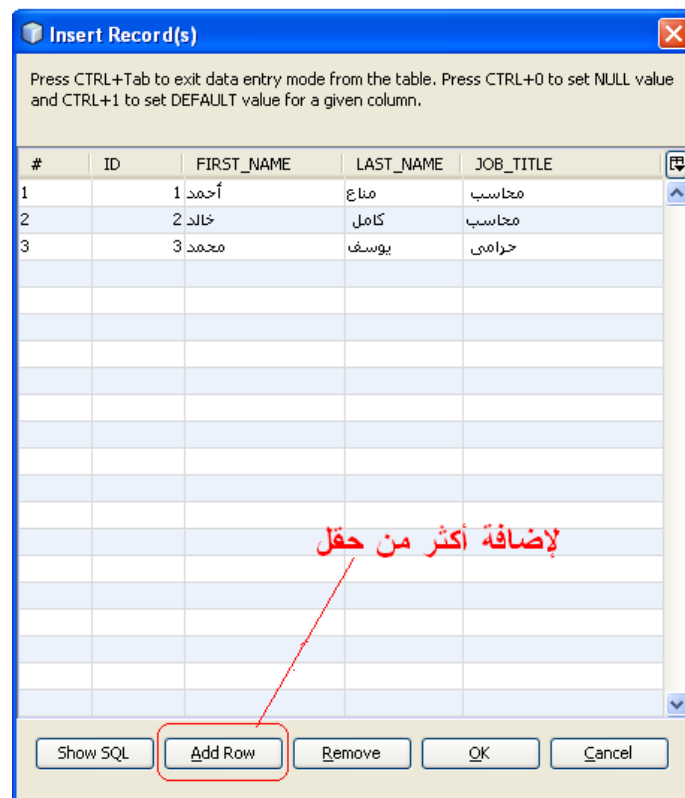 Insert Record(s)
Press CTRL+Tab to exit data entry mode from the table. Press CTRL+0 to set NULL value
and CTRL+1 to set DEFAULT value for a given column.
# ID FIRST_NAME LAST_NAME JOB_TITLE
1 1 أحمد مناع محاسب
2 2 خالد كامل محاسب
3 3 محمد يوسف حرامى
لإضافة أكثر من حقل
Show SQL Add Row Remove OK Cancel